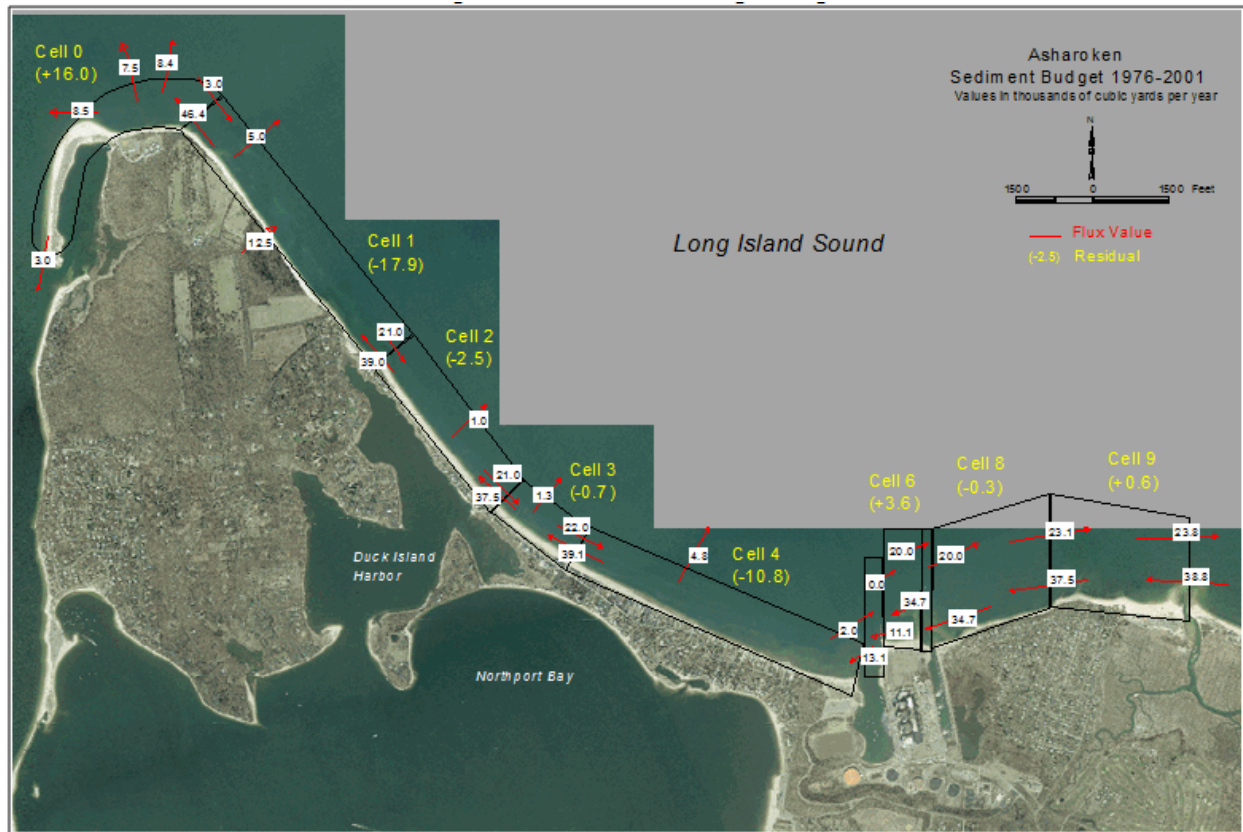 Cell 0
(+16.0)
7.5
8.4
3.0
8.5
46.4
5.0
Asharoken
Sediment Budget 1976-2001
Values in thousands of cubic yards per year
N
1500 0 1500 Feet
Flux Value
(-2.5) Residual
12.5
3.0
Cell 1
(-17.9)
Long Island Sound
21.0
39.0
Cell 2
(-2.5)
1.0
21.0
37.5
Cell 3
(-0.7)
1.3
22.0
39.1
4.8
Cell 4
(-10.8)
Cell 6
(+3.6)
Cell 8
(-0.3)
Cell 9
(+0.6)
20.0
20.0
23.1
23.8
0.0
34.7
37.5
38.8
2.0
11.1
34.7
13.1
Duck Island
Harbor
Northport Bay